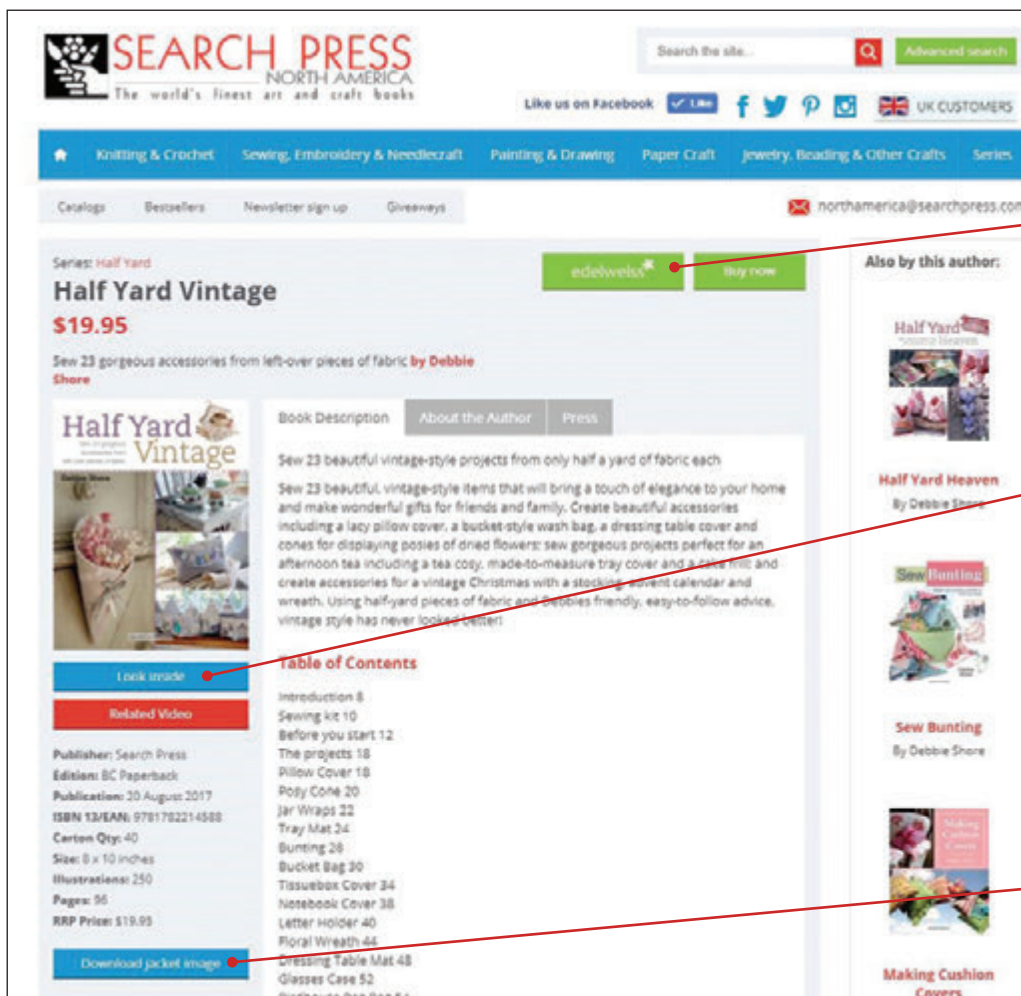 SEARCH PRESS
NORTH AMERICA
The world's finest art and craft books
Search the site...
Advanced search
Like us on Facebook
Like
UK CUSTOMERS
Knitting & Crochet
Sewing, Embroidery & Needlecraft
Painting & Drawing
Paper Craft
Jewelry, Beading & Other Crafts
Series
Catalogs
Bestsellers
Newsletter sign up
Giveaways
northamerica@searchpress.com
Series: Half Yard
Half Yard Vintage
$19.95
Sew 23 gorgeous accessories from left-over pieces of fabric by Debbie
Shore
edelweiss
Buy now
Half Yard
Vintage
Debbie Shore
Look inside
Related Video
Publisher: Search Press
Edition: BC Paperback
Publication: 20 August 2017
ISBN 13/EAN: 9781782214588
Carton Qty: 40
Size: 8 x 10 inches
Illustrations: 250
Pages: 96
RRP Price: $19.95
Download jacket image
Book Description
About the Author
Press
Sew 23 beautiful vintage-style projects from only half a yard of fabric each
Sew 23 beautiful, vintage-style items that will bring a touch of elegance to your home
and make wonderful gifts for friends and family. Create beautiful accessories
including a lacy pillow cover, a bucket-style wash bag, a dressing table cover and
cones for displaying posies of dried flowers; sew gorgeous projects perfect for an
afternoon tea including a tea cosy, made-to-measure tray cover and a cake frill; and
create accessories for a vintage Christmas with a stocking, advent calendar and
wreath. Using half-yard pieces of fabric and Debbies friendly, easy-to-follow advice,
vintage style has never looked better!
Table of Contents
Introduction 8
Sewing kit 10
Before you start 12
The projects 18
Pillow Cover 18
Posy Cone 20
Jar Wraps 22
Tray Mat 24
Bunting 28
Bucket Bag 30
Tissuebox Cover 34
Notebook Cover 38
Letter Holder 40
Floral Wreath 44
Dressing Table Mat 48
Glasses Case 52
Also by this author:
Half Yard
Half Yard Heaven
By Debbie Shore
Sew Bunting
Sew Bunting
By Debbie Shore
Making
Cushion
Covers
Making Cushion
Covers